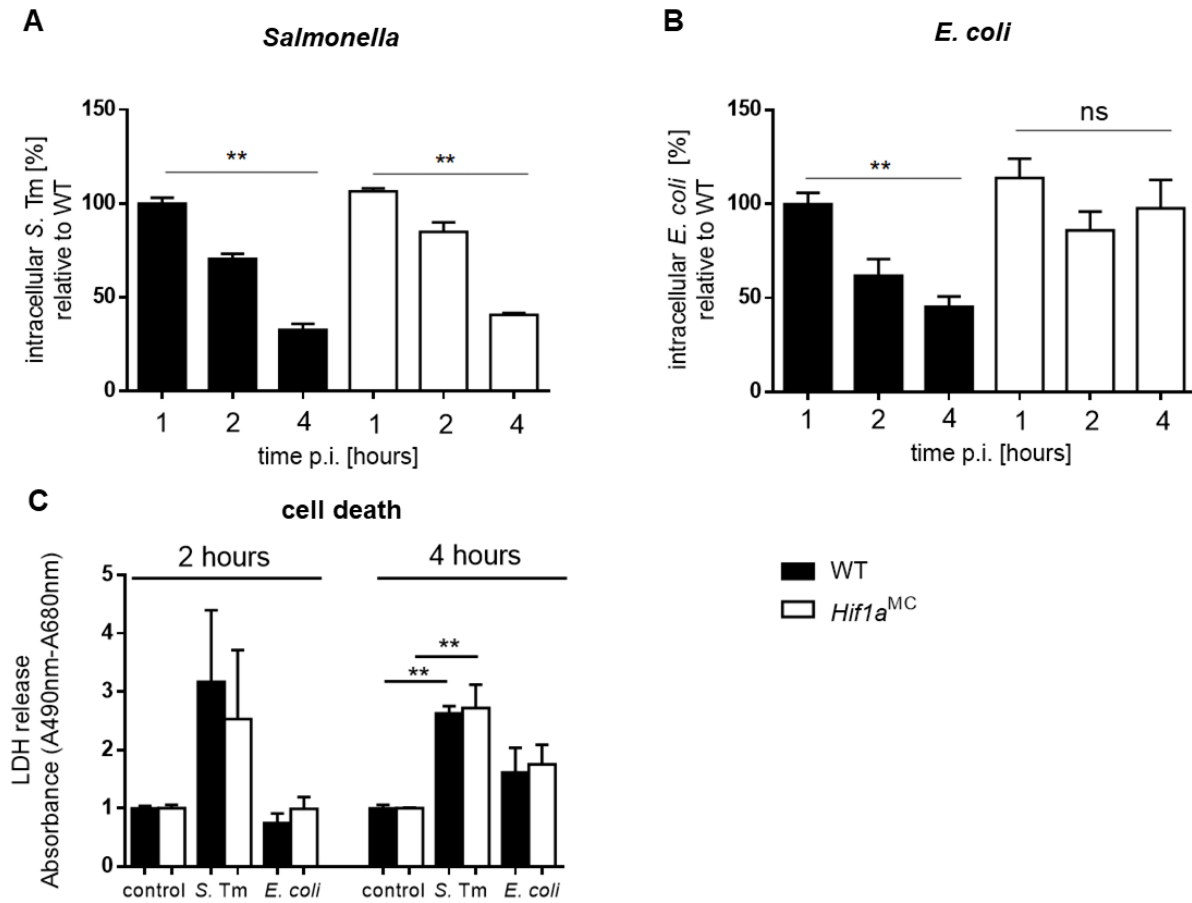 A
Salmonella
intracellular S. Tm [%]
relative to WT
150
100
50
0
**
**
1 2 4 1 2 4
time p.i. [hours]
B
E. coli
intracellular E. coli [%]
relative to WT
150
100
50
0
**
ns
1 2 4 1 2 4
time p.i. [hours]
C
cell death
2 hours
4 hours
LDH release
Absorbance (A490nm-A680nm)
5
4
3
2
1
0
**
**
control S. Tm E. coli
control S. Tm E. coli
WT
Hif1aMC